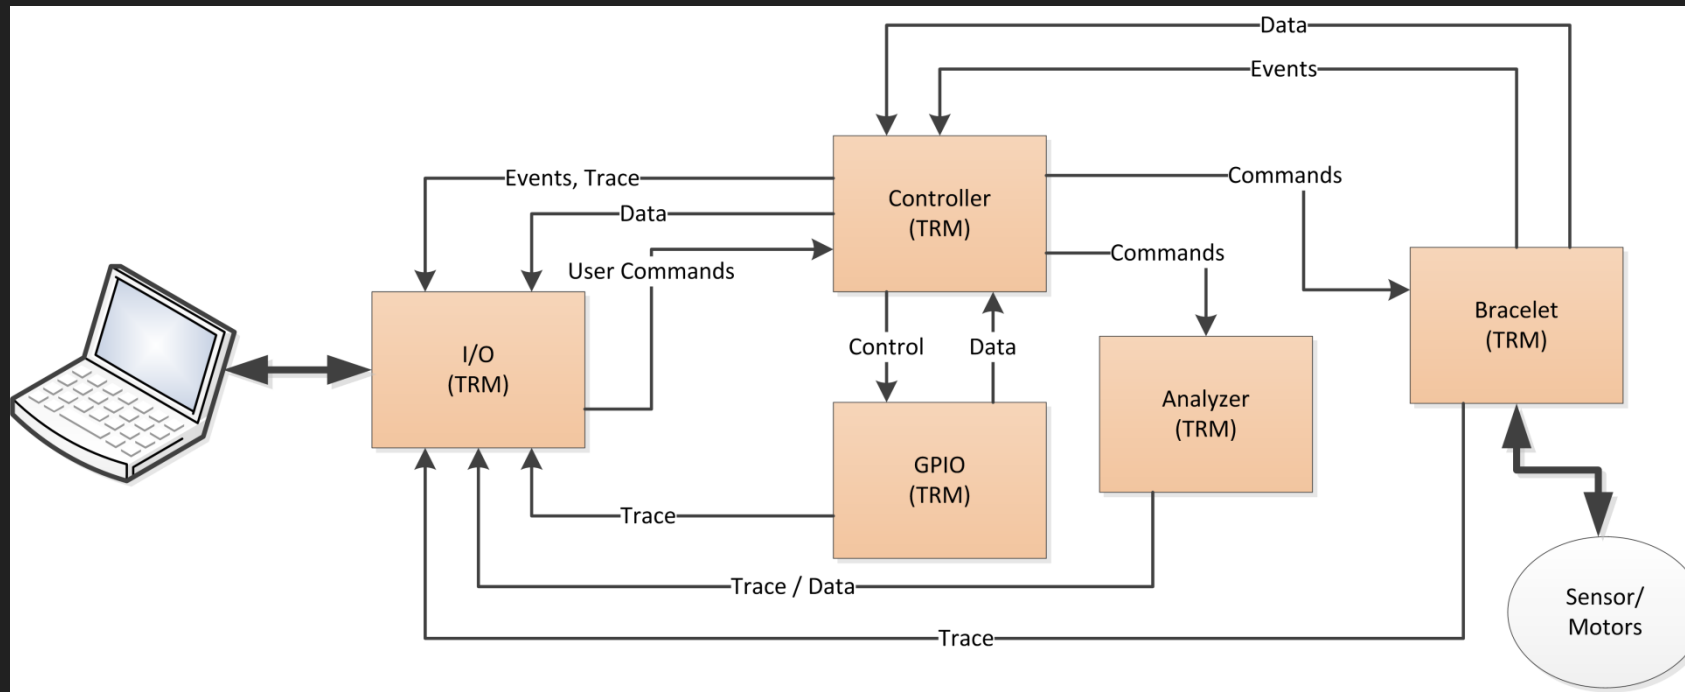 Data
Events
Events, Trace
Commands
Controller
(TRM)
Data
Commands
User Commands
Bracelet
(TRM)
I/O
(TRM)
Control
Data
Analyzer
(TRM)
GPIO
(TRM)
Trace
Trace / Data
Sensor/
Motors
Trace